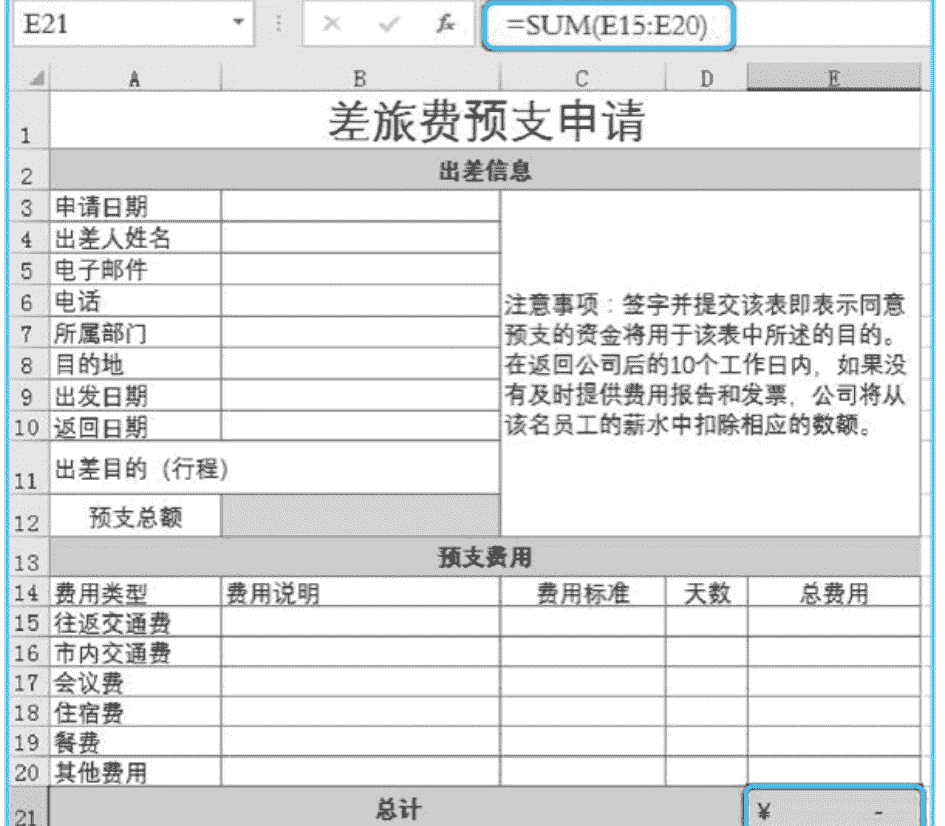 E21 fx =SUM(E15:E20)
A B C D E
1 差旅费预支申请
2 出差信息
3 申请日期
4 出差人姓名
5 电子邮件
6 电话
7 所属部门
8 目的地
9 出发日期
10 返回日期
11 出差目的（行程）
12 预支总额
注意事项：签字并提交该表即表示同意
预支的资金将用于该表中所述的目的。
在返回公司后的10个工作日内，如果没
有及时提供费用报告和发票，公司将从
该名员工的薪水中扣除相应的数额。
13 预支费用
14 费用类型 费用说明 费用标准 天数 总费用
15 往返交通费
16 市内交通费
17 会议费
18 住宿费
19 餐费
20 其他费用
21 总计 ¥ -